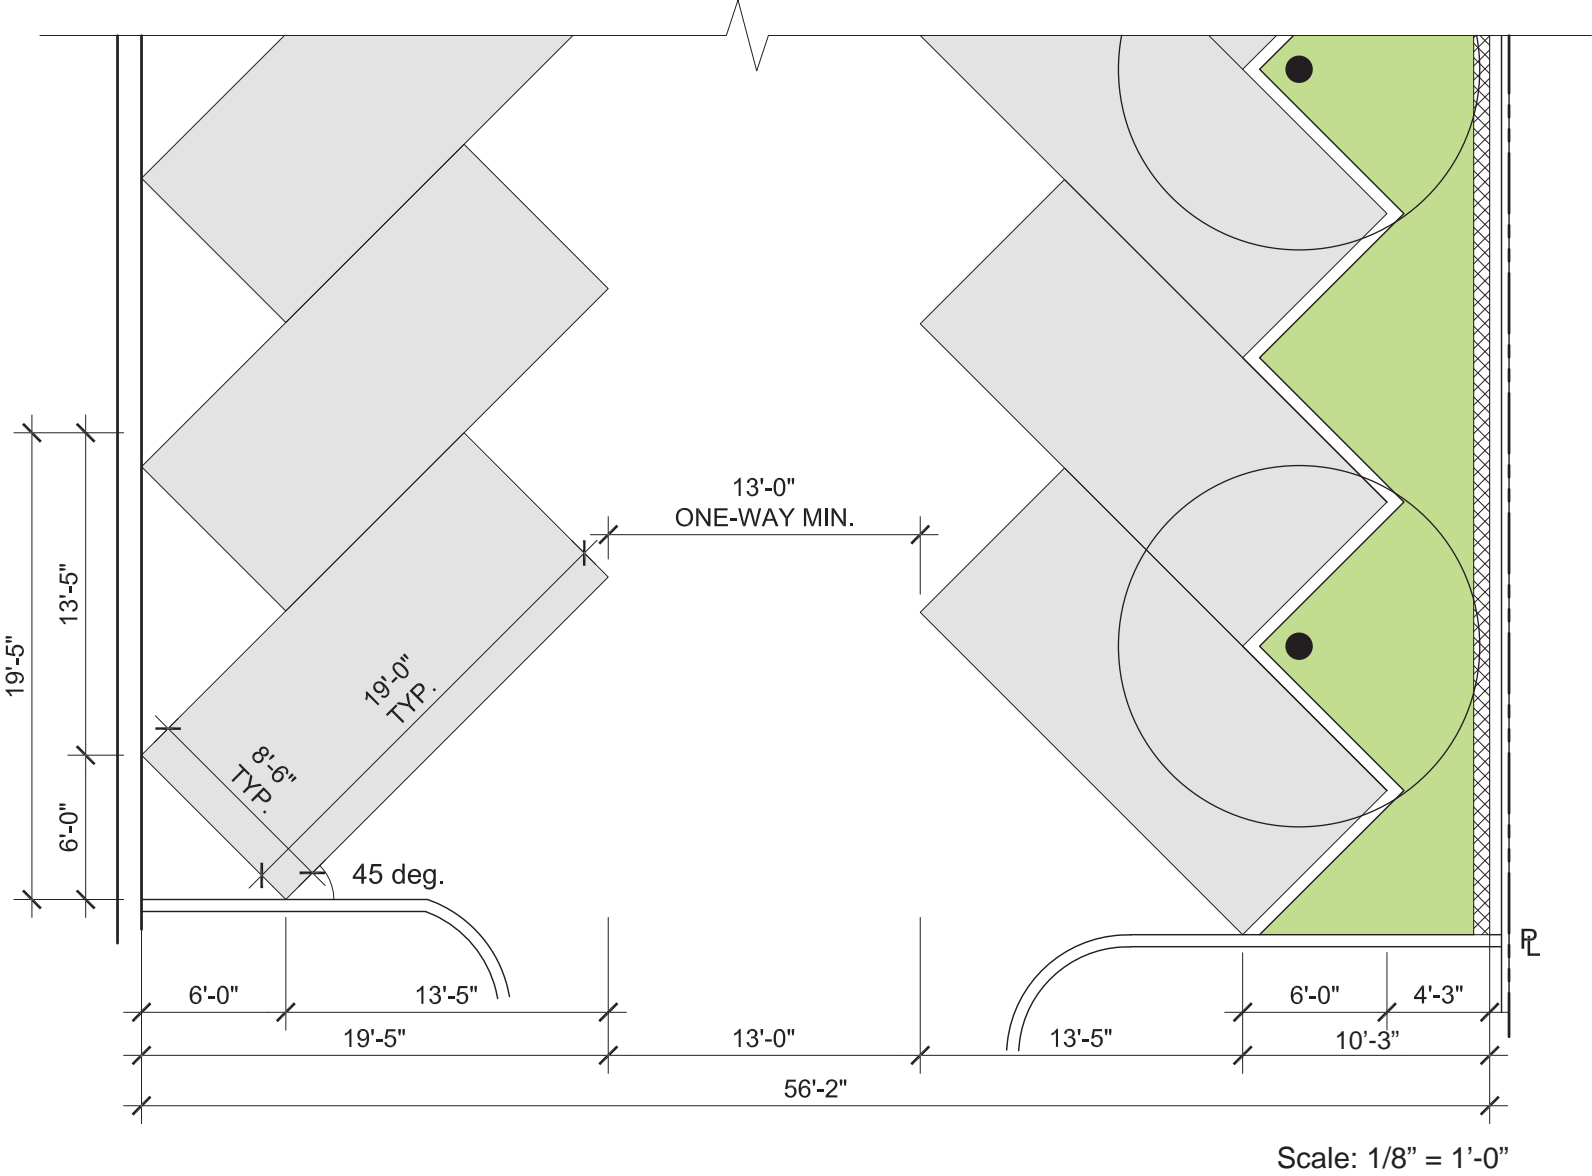 13'-0"
ONE-WAY MIN.
13'-5"
19'-5"
19'-0"
TYP.
8'-6"
TYP.
6'-0"
45 deg.
PL
6'-0"
13'-5"
6'-0"
4'-3"
19'-5"
13'-0"
13'-5"
10’-3”
56'-2"
Scale: 1/8” = 1’-0”